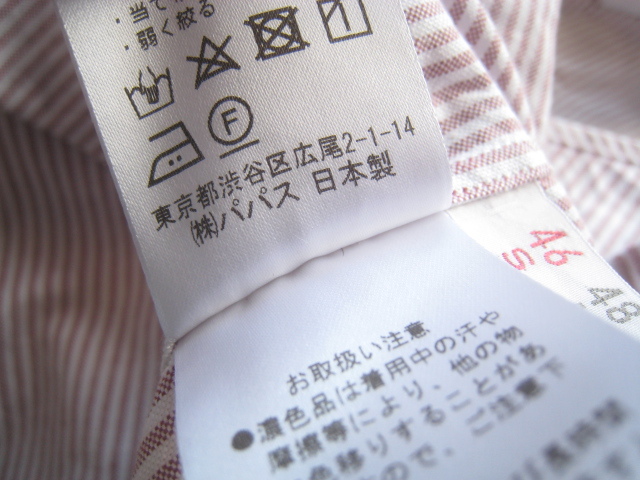 ・当て
・弱く絞る
F
東京都渋谷区広尾2-1-14
㈱パパス 日本製
46
S
48
お取扱い注意
●濃色品は着用中の汗や
摩擦等により、他の物
色移りすることがあ
ので、ご注意下
長時間